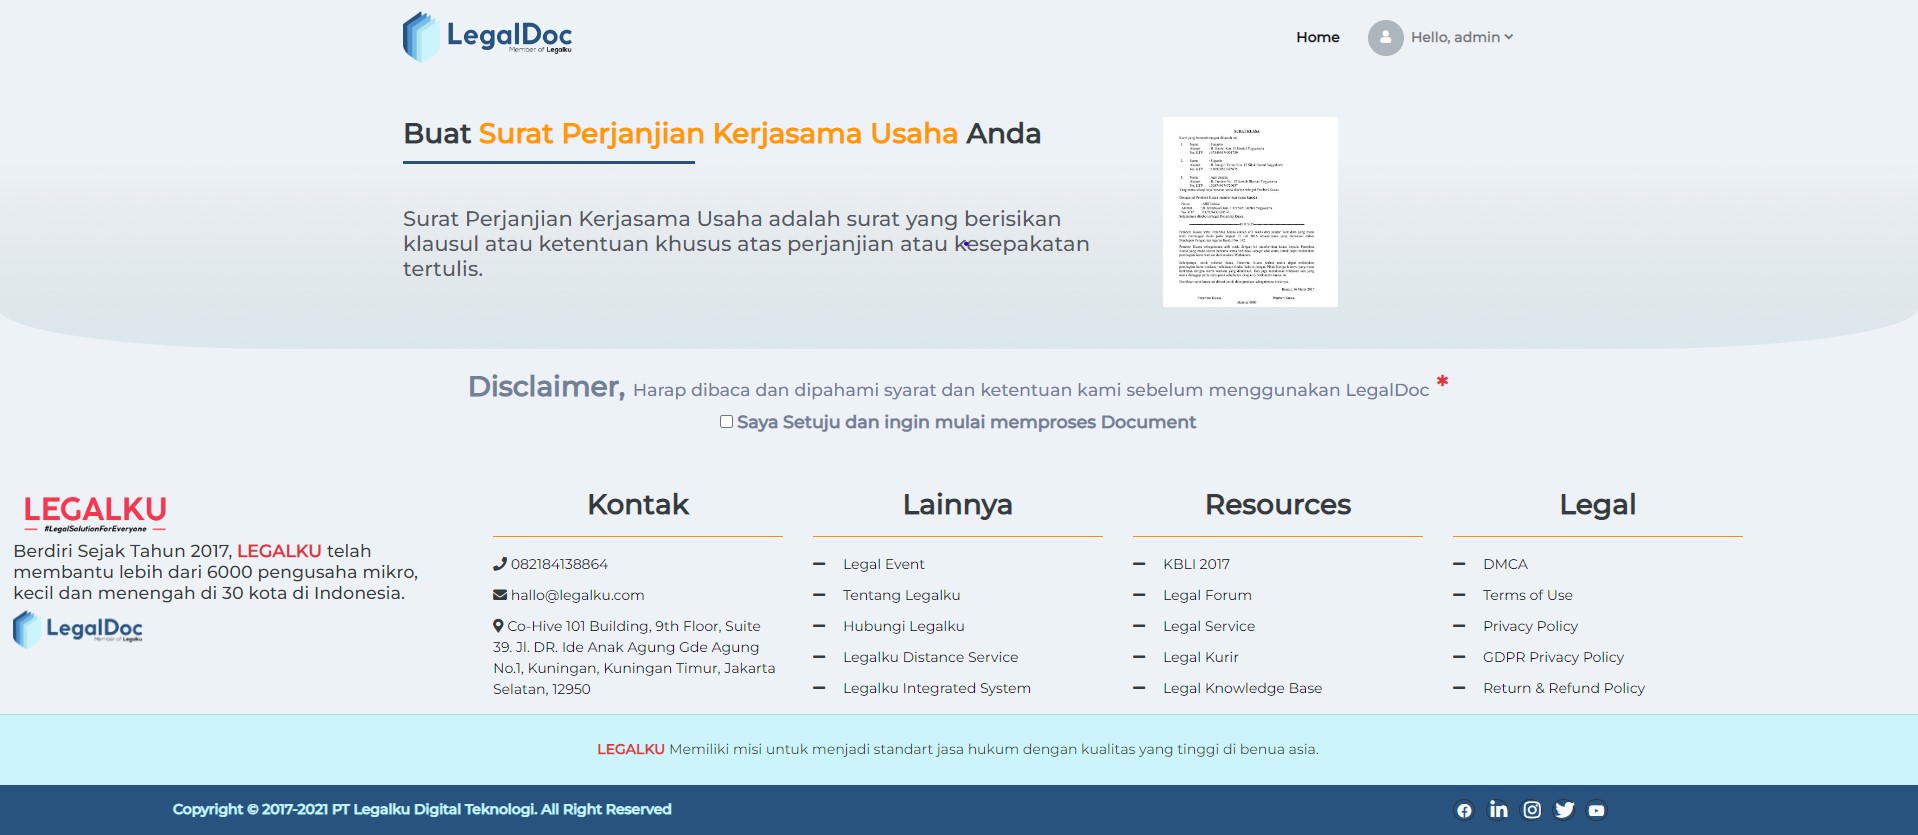 LegalDoc
Member of Legalku
Home
Hello, admin
Buat Surat Perjanjian Kerjasama Usaha Anda
Surat Perjanjian Kerjasama Usaha adalah surat yang berisikan
klausul atau ketentuan khusus atas perjanjian atau kesepakatan
tertulis.
SURAT KUASA
Disclaimer, Harap dibaca dan dipahami syarat dan ketentuan kami sebelum menggunakan LegalDoc *
Saya Setuju dan ingin mulai memproses Document
LEGALKU
#LegalSolutionForEveryone
Berdiri Sejak Tahun 2017, LEGALKU telah
membantu lebih dari 6000 pengusaha mikro,
kecil dan menengah di 30 kota di Indonesia.
LegalDoc
Member of Legalku
Kontak
082184138864
hallo@legalku.com
Co-Hive 101 Building, 9th Floor, Suite
39. Jl. DR. Ide Anak Agung Gde Agung
No.1, Kuningan, Kuningan Timur, Jakarta
Selatan, 12950
Lainnya
Legal Event
Tentang Legalku
Hubungi Legalku
Legalku Distance Service
Legalku Integrated System
Resources
KBLI 2017
Legal Forum
Legal Service
Legal Kurir
Legal Knowledge Base
Legal
DMCA
Terms of Use
Privacy Policy
GDPR Privacy Policy
Return & Refund Policy
LEGALKU Memiliki misi untuk menjadi standart jasa hukum dengan kualitas yang tinggi di benua asia.
Copyright © 2017-2021 PT Legalku Digital Teknologi. All Right Reserved